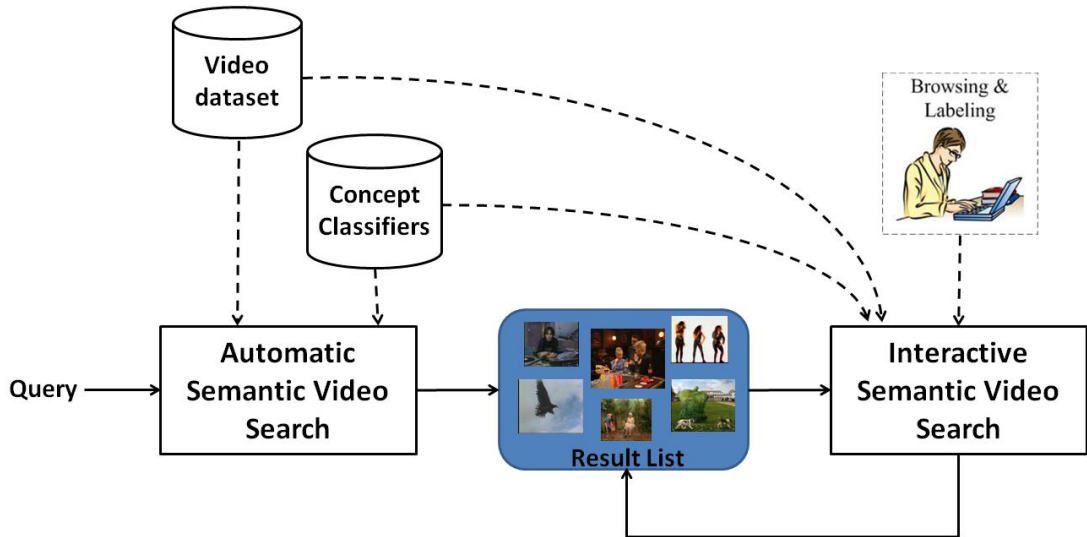 Video
dataset
Browsing &
Labeling
Concept
Classifiers
Query
Automatic
Semantic Video
Search
Result List
Interactive
Semantic Video
Search